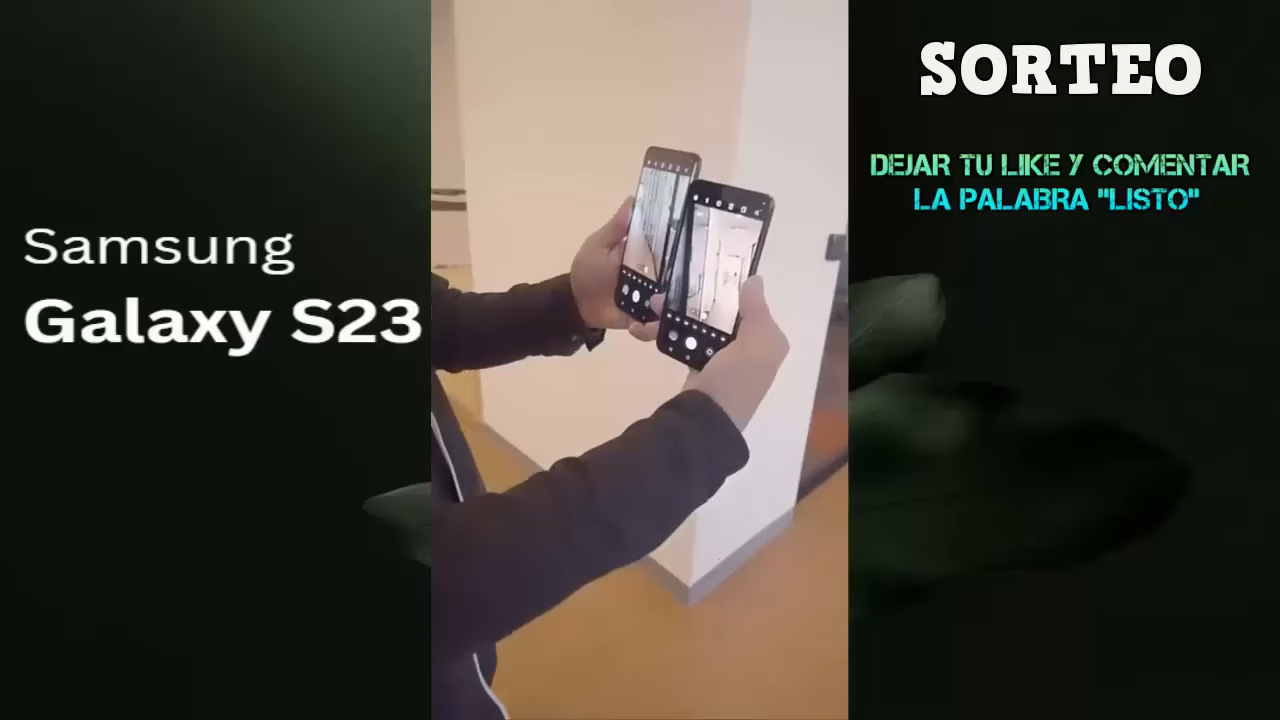 Samsung
Galaxy S23
SORTEO
DEJAR TU LIKE Y COMENTAR
LA PALABRA "LISTO"